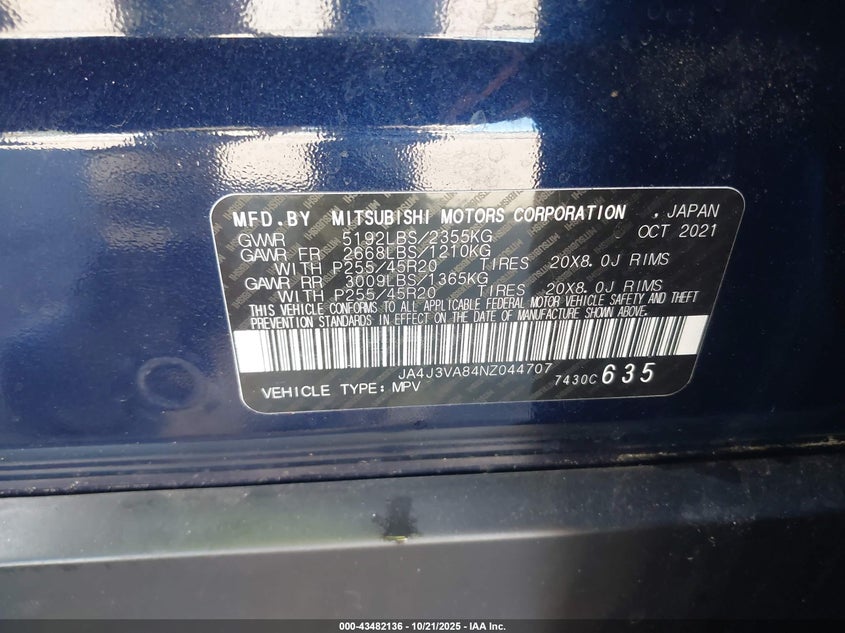 MFD.BY MITSUBISHI MOTORS CORPORATION , JAPAN
GVWR 5192LBS/2355KG OCT 2021
GAWR FR 2668LBS/1210KG
WITH P255/45R20 TIRES 20X8.0J RIMS
GAWR RR 3009LBS/1365KG
WITH P255/45R20 TIRES 20X8.0J RIMS
THIS VEHICLE CONFORMS TO ALL APPLICABLE FEDERAL MOTOR VEHICLE SAFETY AND THEFT
PREVENTION STANDARDS IN EFFECT ON THE DATE OF MANUFACTURE SHOWN ABOVE.
JA4J3VA84NZ044707
VEHICLE TYPE: MPV 7430C 635
000-43482136 - 10/21/2025 - IAA Inc.